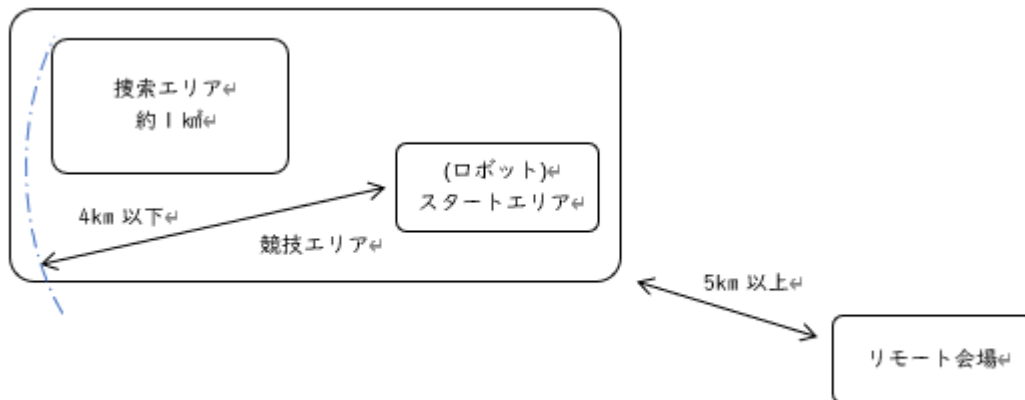 捜索エリア↵
約1㎢↵
(ロボット)↵
スタートエリア↵
4km 以下↵
競技エリア↵
5km 以上↵
リモート会場↵